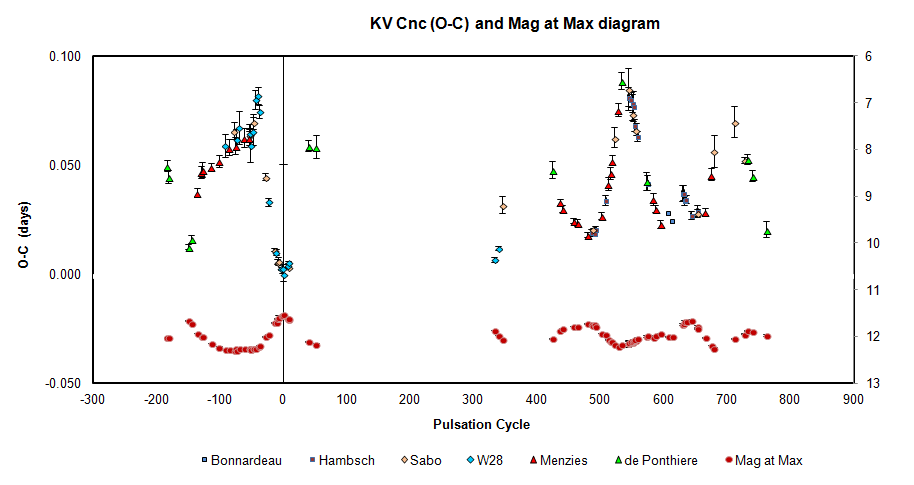 KV Cnc (O-C) and Mag at Max diagram
0.100
0.050
0.000
-0.050
O-C (days)
6
7
8
9
10
11
12
13
-300 -200 -100 0 100 200 300 400 500 600 700 800 900
Pulsation Cycle
Bonnardeau Hambsch Sabo W28 Menzies de Ponthiere Mag at Max